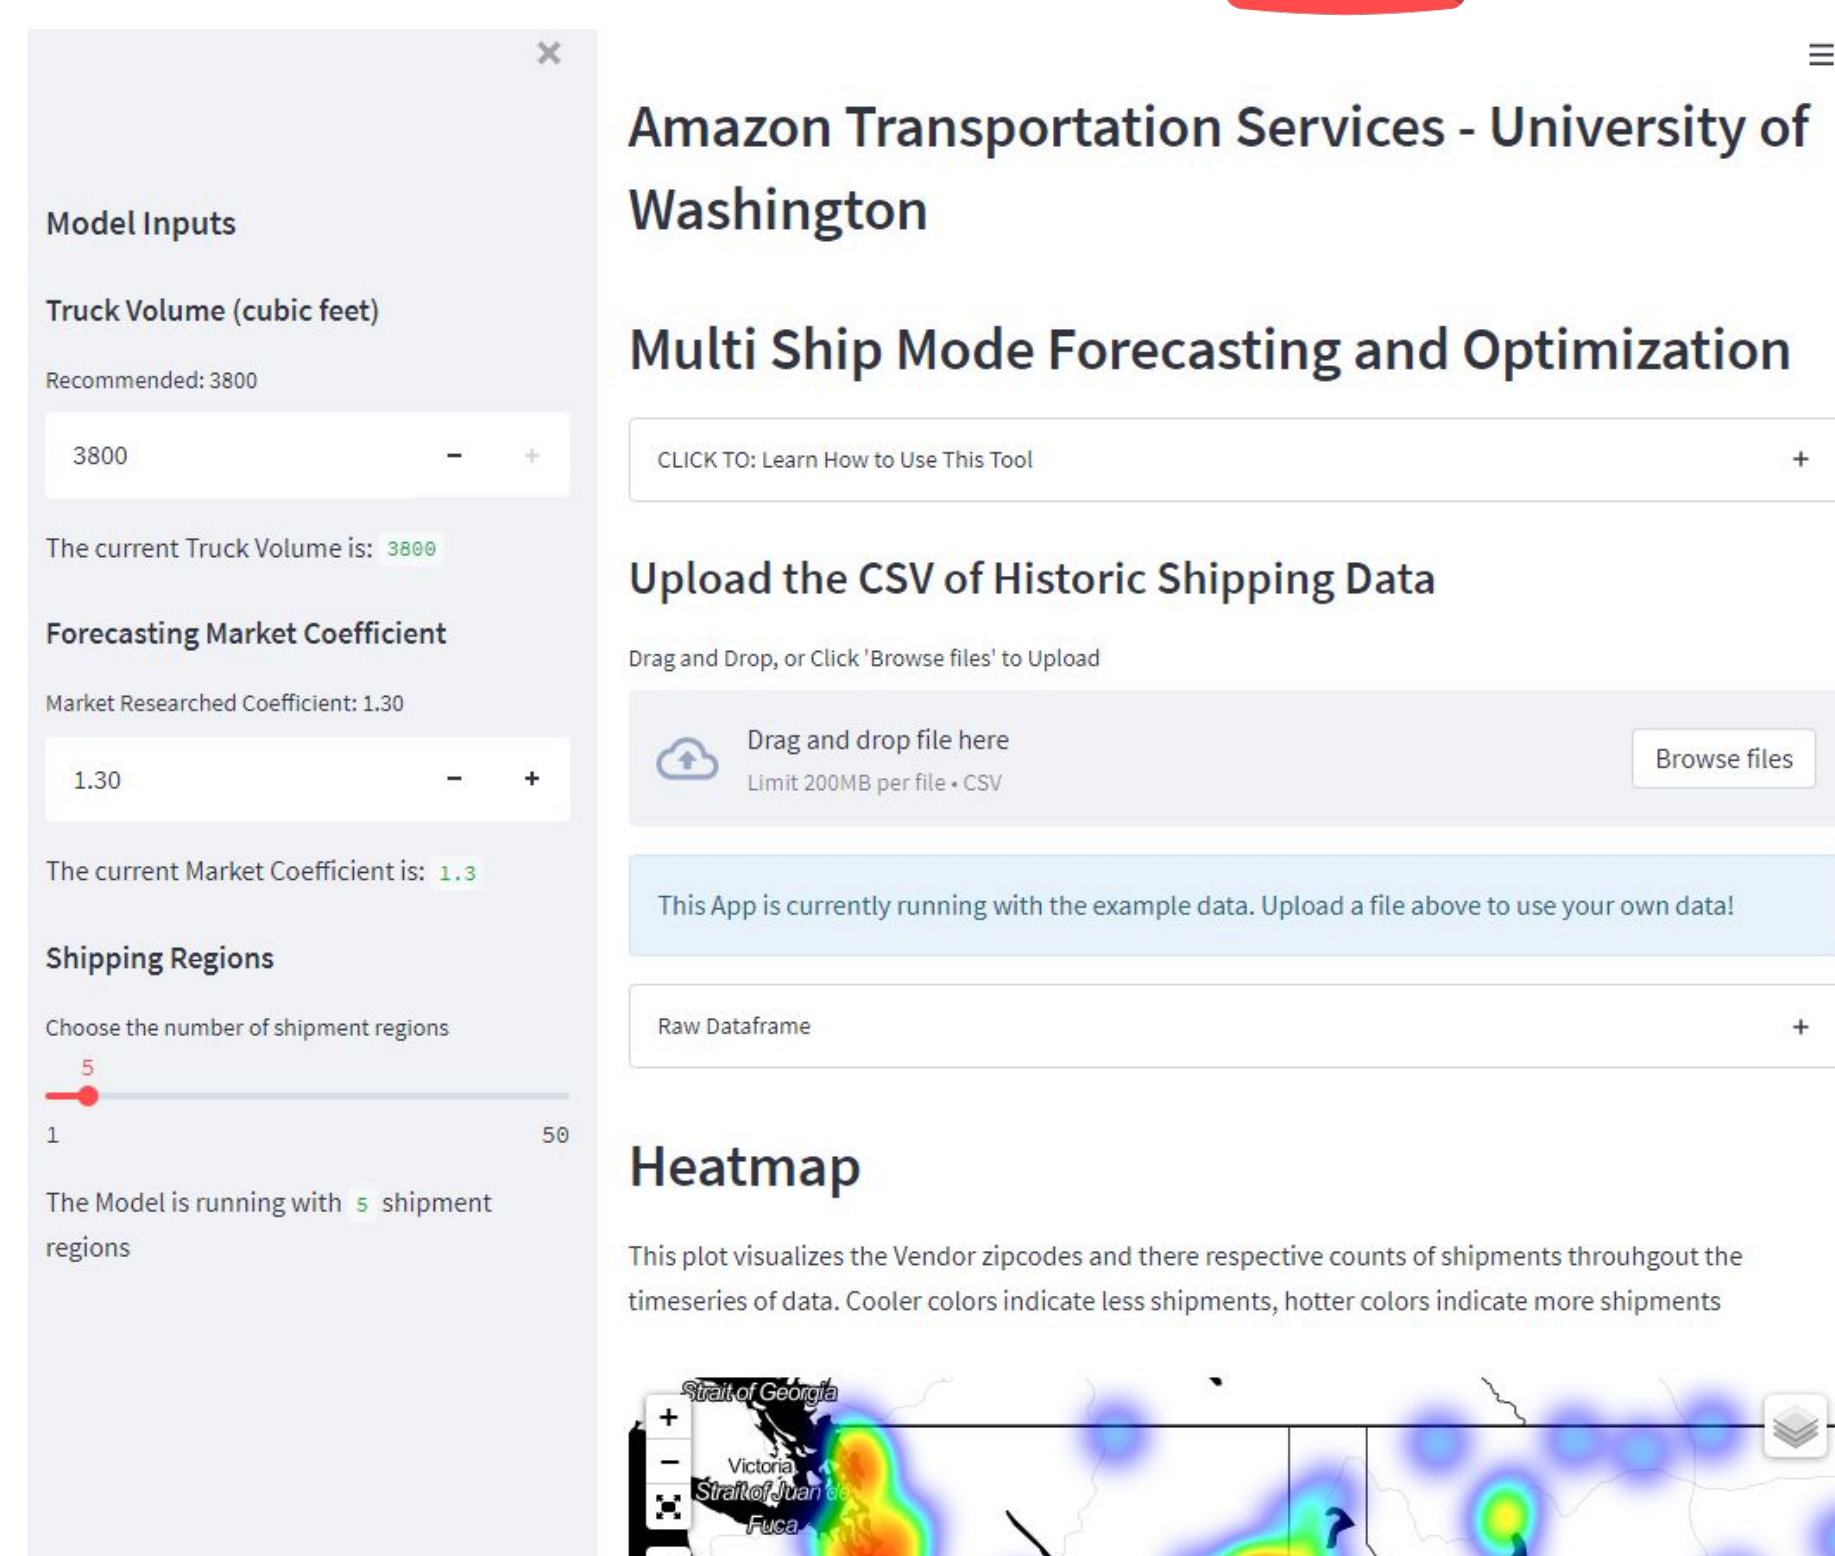 Model Inputs
Truck Volume (cubic feet)
Recommended: 3800
3800
The current Truck Volume is: 3800
Forecasting Market Coefficient
Market Researched Coefficient: 1.30
1.30
The current Market Coefficient is: 1.3
Shipping Regions
Choose the number of shipment regions
5
1 50
The Model is running with 5 shipment
regions
Amazon Transportation Services - University of
Washington
Multi Ship Mode Forecasting and Optimization
CLICK TO: Learn How to Use This Tool
Upload the CSV of Historic Shipping Data
Drag and Drop, or Click 'Browse files' to Upload
Drag and drop file here
Limit 200MB per file • CSV
Browse files
This App is currently running with the example data. Upload a file above to use your own data!
Raw Dataframe
Heatmap
This plot visualizes the Vendor zipcodes and there respective counts of shipments throuhgout the
timeseries of data. Cooler colors indicate less shipments, hotter colors indicate more shipments
Strait of Georgia
Victoria
Strait of Juan de
Fuca